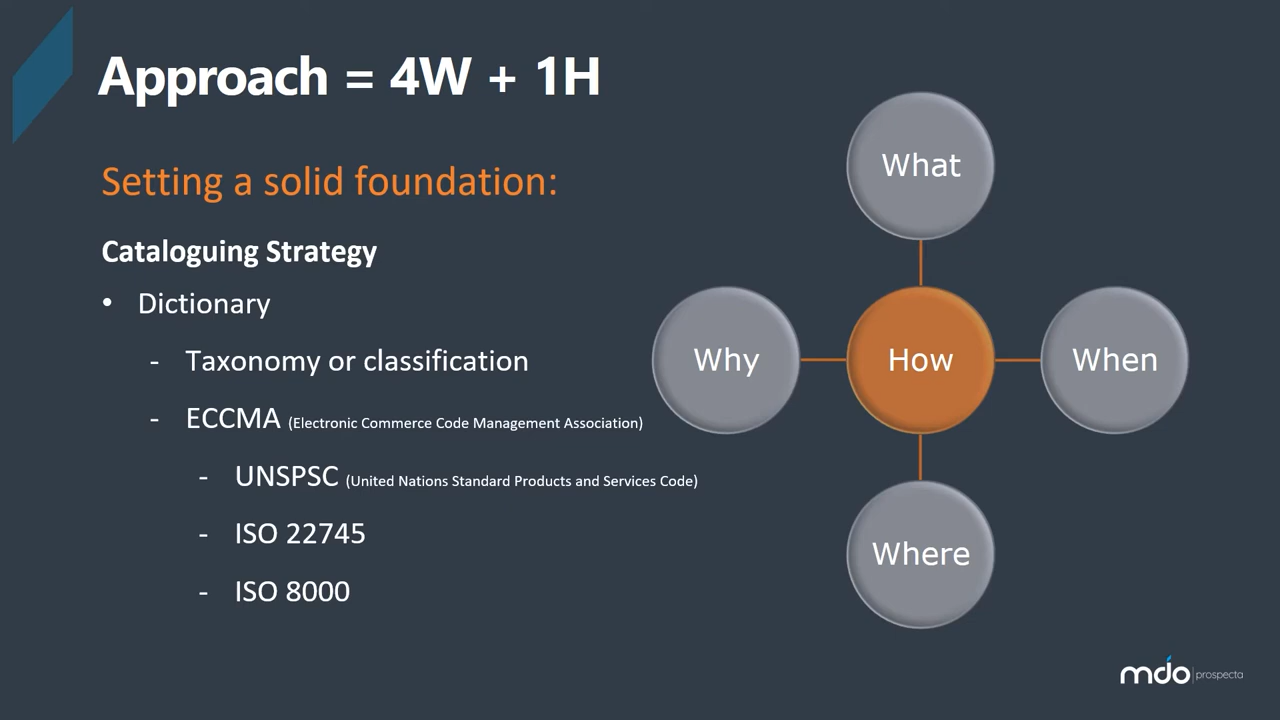 Approach = 4W + 1H
Setting a solid foundation:
Cataloguing Strategy
• Dictionary
- Taxonomy or classification
- ECCMA (Electronic Commerce Code Management Association)
- UNSPSC (United Nations Standard Products and Services Code)
- ISO 22745
- ISO 8000
What
Why
How
When
Where
mdo|prospecta